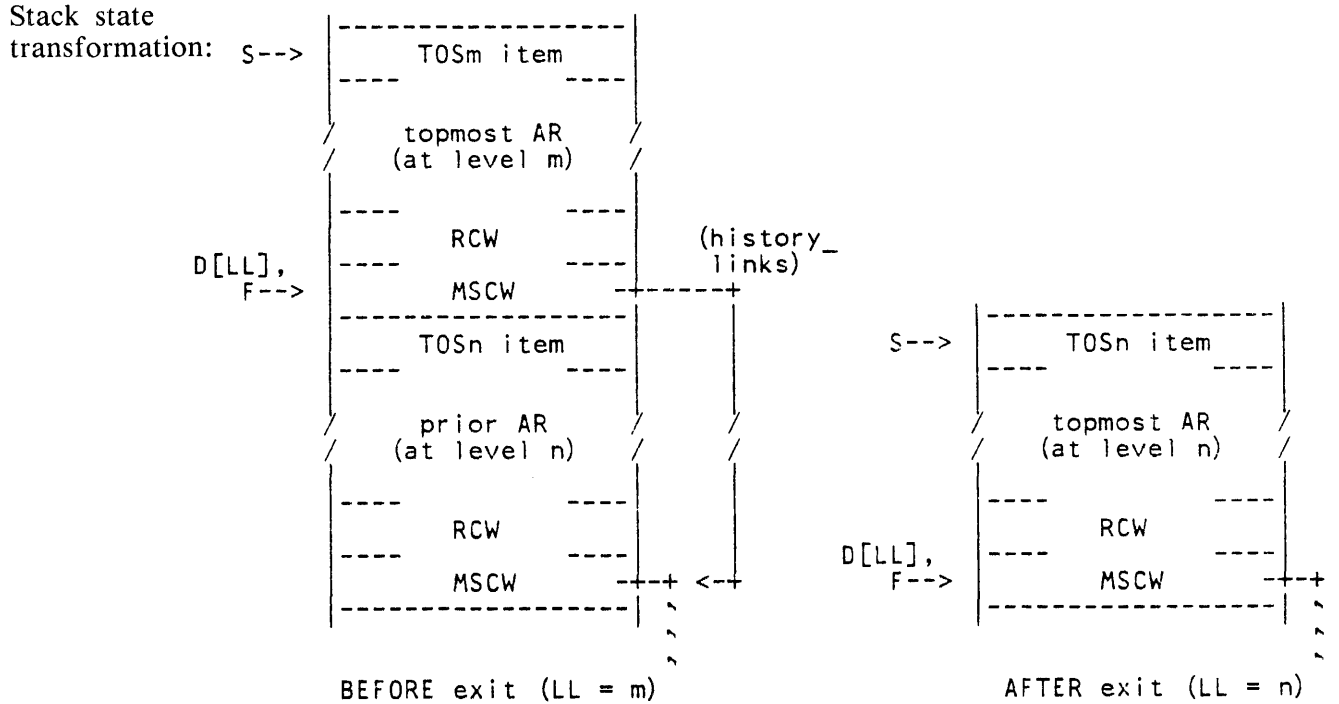 Stack state
transformation:
S-->
TOSm item
topmost AR
(at level m)
RCW
(history_
links)
D[LL],
F-->
MSCW
TOSn item
prior AR
(at level n)
RCW
MSCW
BEFORE exit (LL = m)
S-->
TOSn item
topmost AR
(at level n)
RCW
D[LL],
F-->
MSCW
AFTER exit (LL = n)